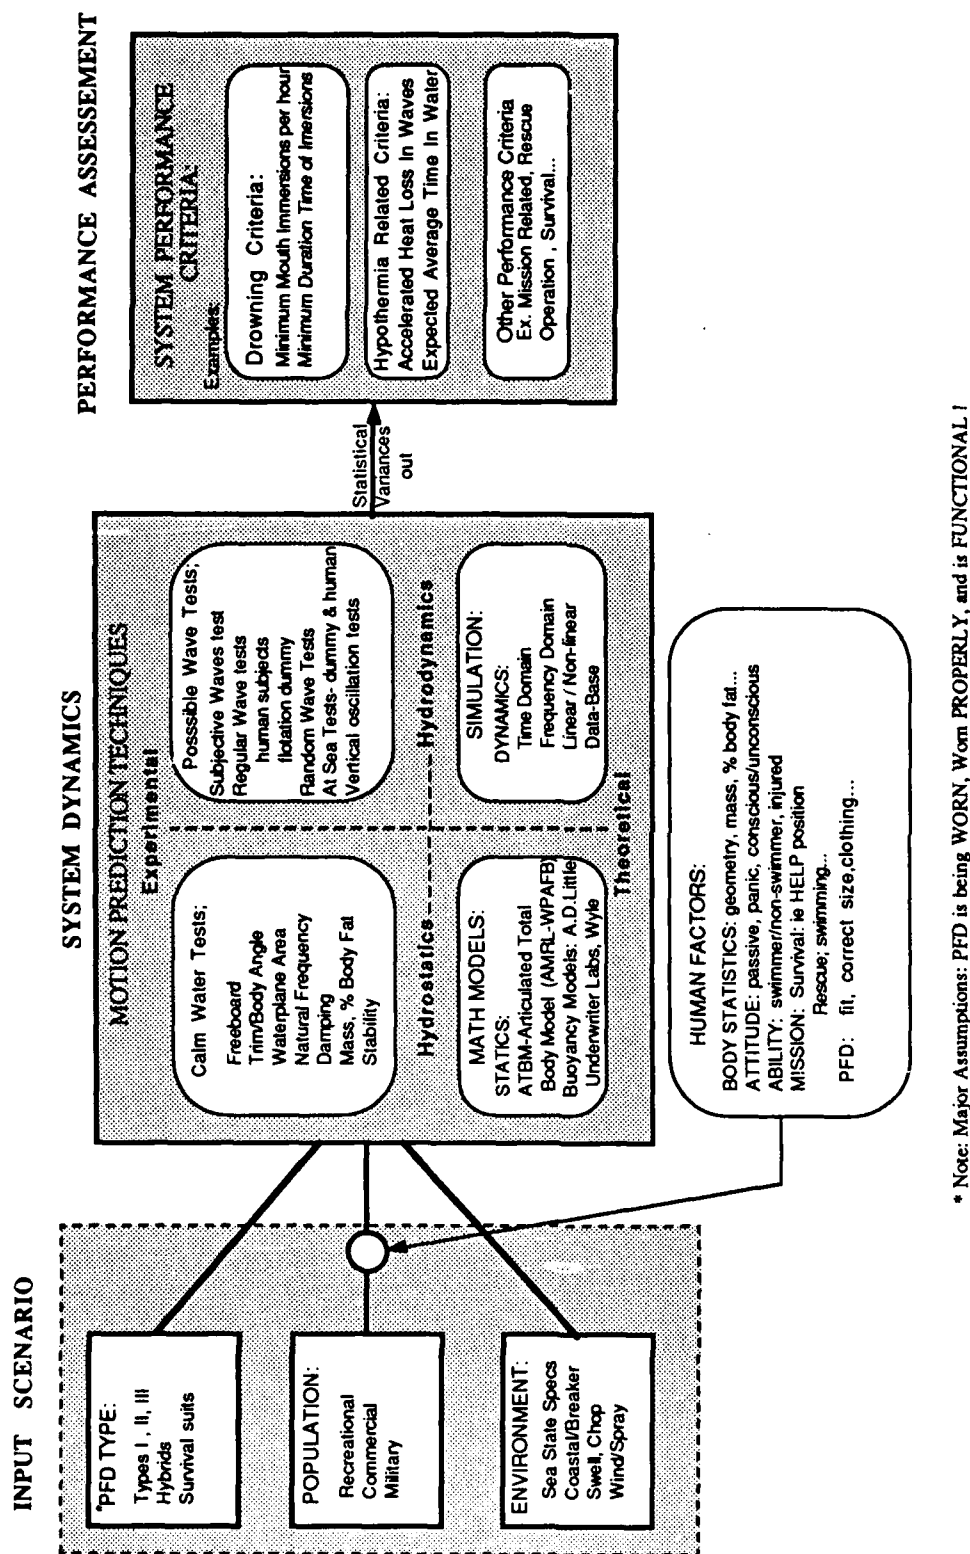 INPUT SCENARIO
*PFD TYPE:
Types I , II, III
Hybrids
Survival suits
POPULATION:
Recreational
Commercial
Military
ENVIRONMENT:
Sea State Specs
Coastal/Breaker
Swell, Chop
Wind/Spray
SYSTEM DYNAMICS
MOTION PREDICTION TECHNIQUES
Experimental
Calm Water Tests;
Freeboard
Trim/Body Angle
Waterplane Area
Natural Frequency
Damping
Mass, % Body Fat
Stability
Posssible Wave Tests;
Subjective Waves test
Regular Wave tests
human subjects
flotation dummy
Random Wave Tests
At Sea Tests- dummy & human
Vertical oscillation tests
Hydrostatics
Hydrodynamics
MATH MODELS:
STATICS:
ATBM-Articulated Total
Body Model (AMRL-WPAFB)
Buoyancy Models: A.D.Little
Underwriter Labs, Wyle
SIMULATION:
DYNAMICS:
Time Domain
Frequency Domain
Linear / Non-linear
Data-Base
Theoretical
HUMAN FACTORS:
BODY STATISTICS: geometry, mass, % body fat...
ATTITUDE: passive, panic, conscious/unconscious
ABILITY: swimmer/non-swimmer, injured
MISSION: Survival: ie HELP position
Rescue; swimming...
PFD: fit, correct size,clothing...
Statistical
Variances
out
PERFORMANCE ASSESSEMENT
SYSTEM PERFORMANCE
CRITERIA:
Examples:
Drowning Criteria:
Minimum Mouth Immersions per hour
Minimum Duration Time of Imersions
Hypothermia Related Criteria:
Accelerated Heat Loss In Waves
Expected Average Time In Water
Other Performance Criteria
Ex. Mission Related, Rescue
Operation , Survival...
* Note: Major Assumptions: PFD is being WORN, Worn PROPERLY, and is FUNCTIONAL !